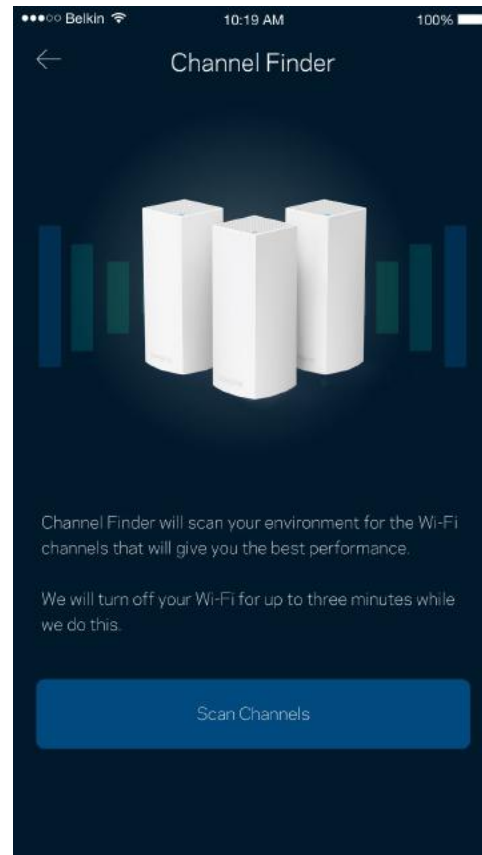 Belkin 10:19 AM 100%
Channel Finder
Channel Finder will scan your environment for the Wi-Fi
channels that will give you the best performance.
We will turn off your Wi-Fi for up to three minutes while
we do this.
Scan Channels